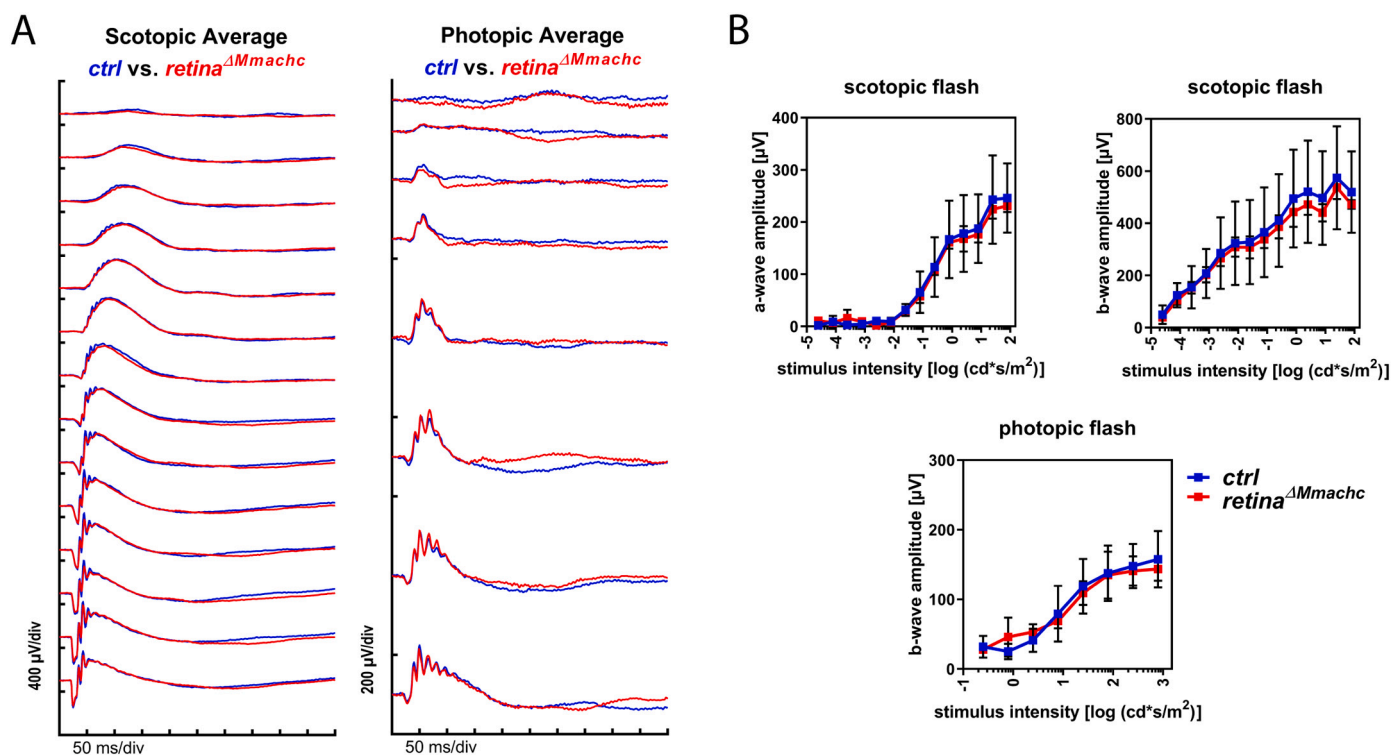 A
Scotopic Average
ctrl vs. retinaΔMmachc
400 µV/div
50 ms/div
Photopic Average
ctrl vs. retinaΔMmachc
200 µV/div
50 ms/div
B
scotopic flash
a-wave amplitude [µV]
400
300
200
100
0
-5 -4 -3 -2 -1 0 1 2
stimulus intensity [log (cd*s/m²)]
scotopic flash
b-wave amplitude [µV]
800
600
400
200
0
-5 -4 -3 -2 -1 0 1 2
stimulus intensity [log (cd*s/m²)]
photopic flash
b-wave amplitude [µV]
300
200
100
0
-1 0 1 2 3
stimulus intensity [log (cd*s/m²)]
ctrl
retinaΔMmachc